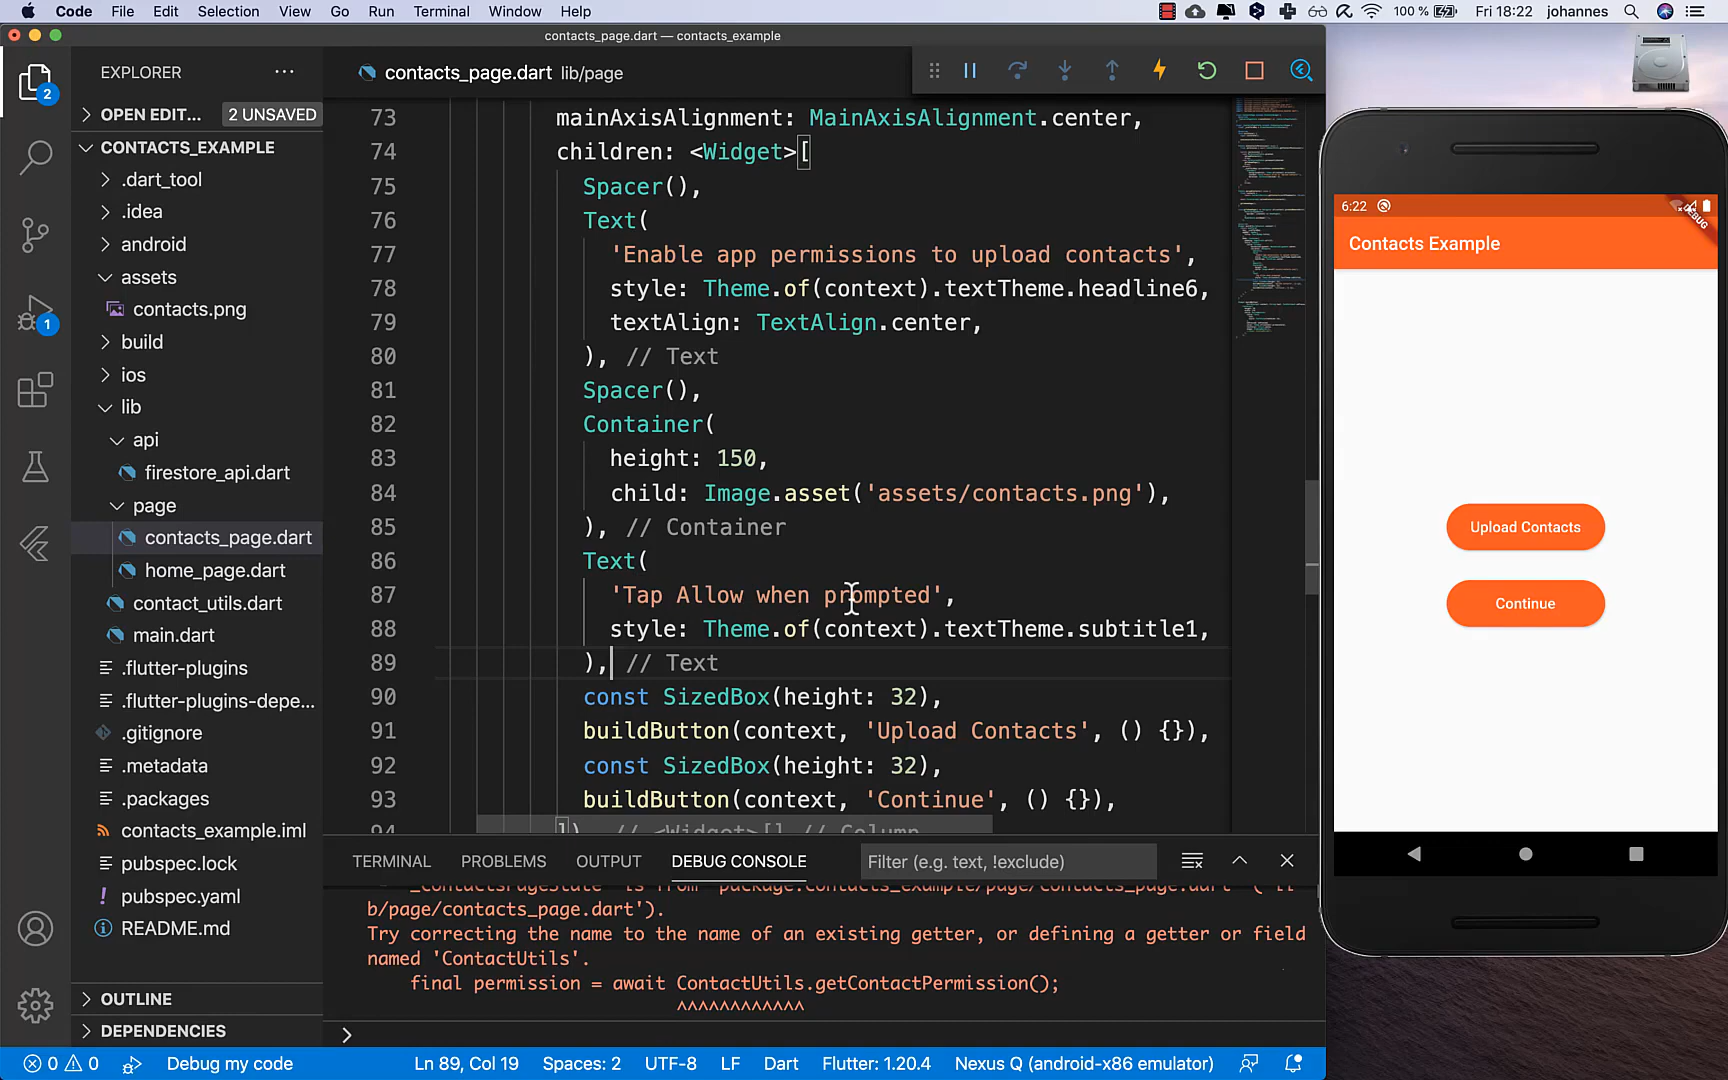 Code File Edit Selection View Go Run Terminal Window Help 100 % Fri 18:22 johannes
contacts_page.dart — contacts_example
EXPLORER
contacts_page.dart lib/page
OPEN EDIT... 2 UNSAVED
CONTACTS_EXAMPLE
.dart_tool
.idea
android
assets
contacts.png
build
ios
lib
api
firestore_api.dart
page
contacts_page.dart
home_page.dart
contact_utils.dart
main.dart
.flutter-plugins
.flutter-plugins-depe...
.gitignore
.metadata
.packages
contacts_example.iml
pubspec.lock
pubspec.yaml
README.md
OUTLINE
DEPENDENCIES
2
1
73 mainAxisAlignment: MainAxisAlignment.center,
74 children: <Widget>[
75 Spacer(),
76 Text(
77 'Enable app permissions to upload contacts',
78 style: Theme.of(context).textTheme.headline6,
79 textAlign: TextAlign.center,
80 ), // Text
81 Spacer(),
82 Container(
83 height: 150,
84 child: Image.asset('assets/contacts.png'),
85 ), // Container
86 Text(
87 'Tap Allow when prompted',
88 style: Theme.of(context).textTheme.subtitle1,
89 ), // Text
90 const SizedBox(height: 32),
91 buildButton(context, 'Upload Contacts', () {}),
92 const SizedBox(height: 32),
93 buildButton(context, 'Continue', () {}),
94 ]) // <Widget>[] // Column
TERMINAL PROBLEMS OUTPUT DEBUG CONSOLE Filter (e.g. text, !exclude)
b/page/contacts_page.dart').
Try correcting the name to the name of an existing getter, or defining a getter or field
named 'ContactUtils'.
final permission = await ContactUtils.getContactPermission();
^^^^^^^^^^^^
0 0 Debug my code Ln 89, Col 19 Spaces: 2 UTF-8 LF Dart Flutter: 1.20.4 Nexus Q (android-x86 emulator)
6:22
DEBUG
Contacts Example
Upload Contacts
Continue